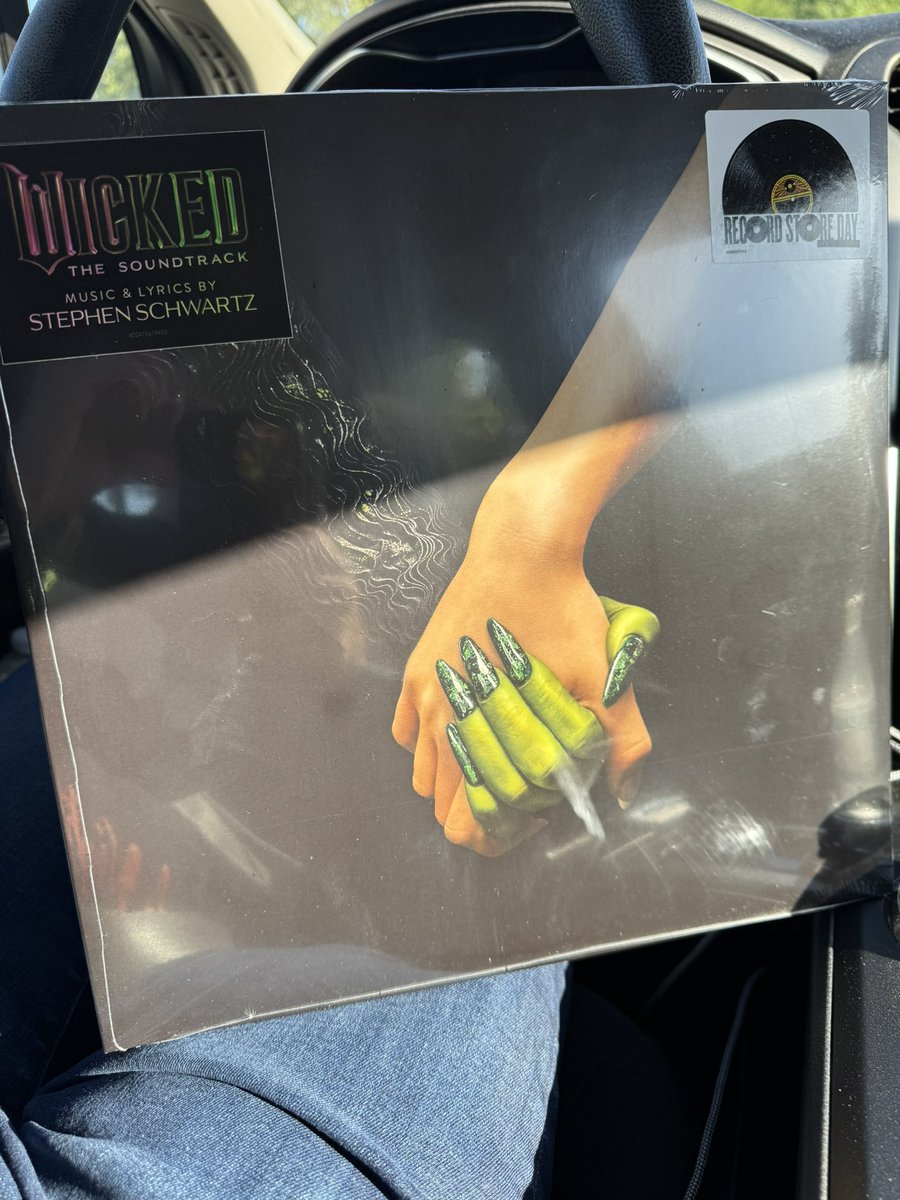 WICKED
THE SOUNDTRACK
MUSIC & LYRICS BY
STEPHEN SCHWARTZ
RECORD STORE DAY